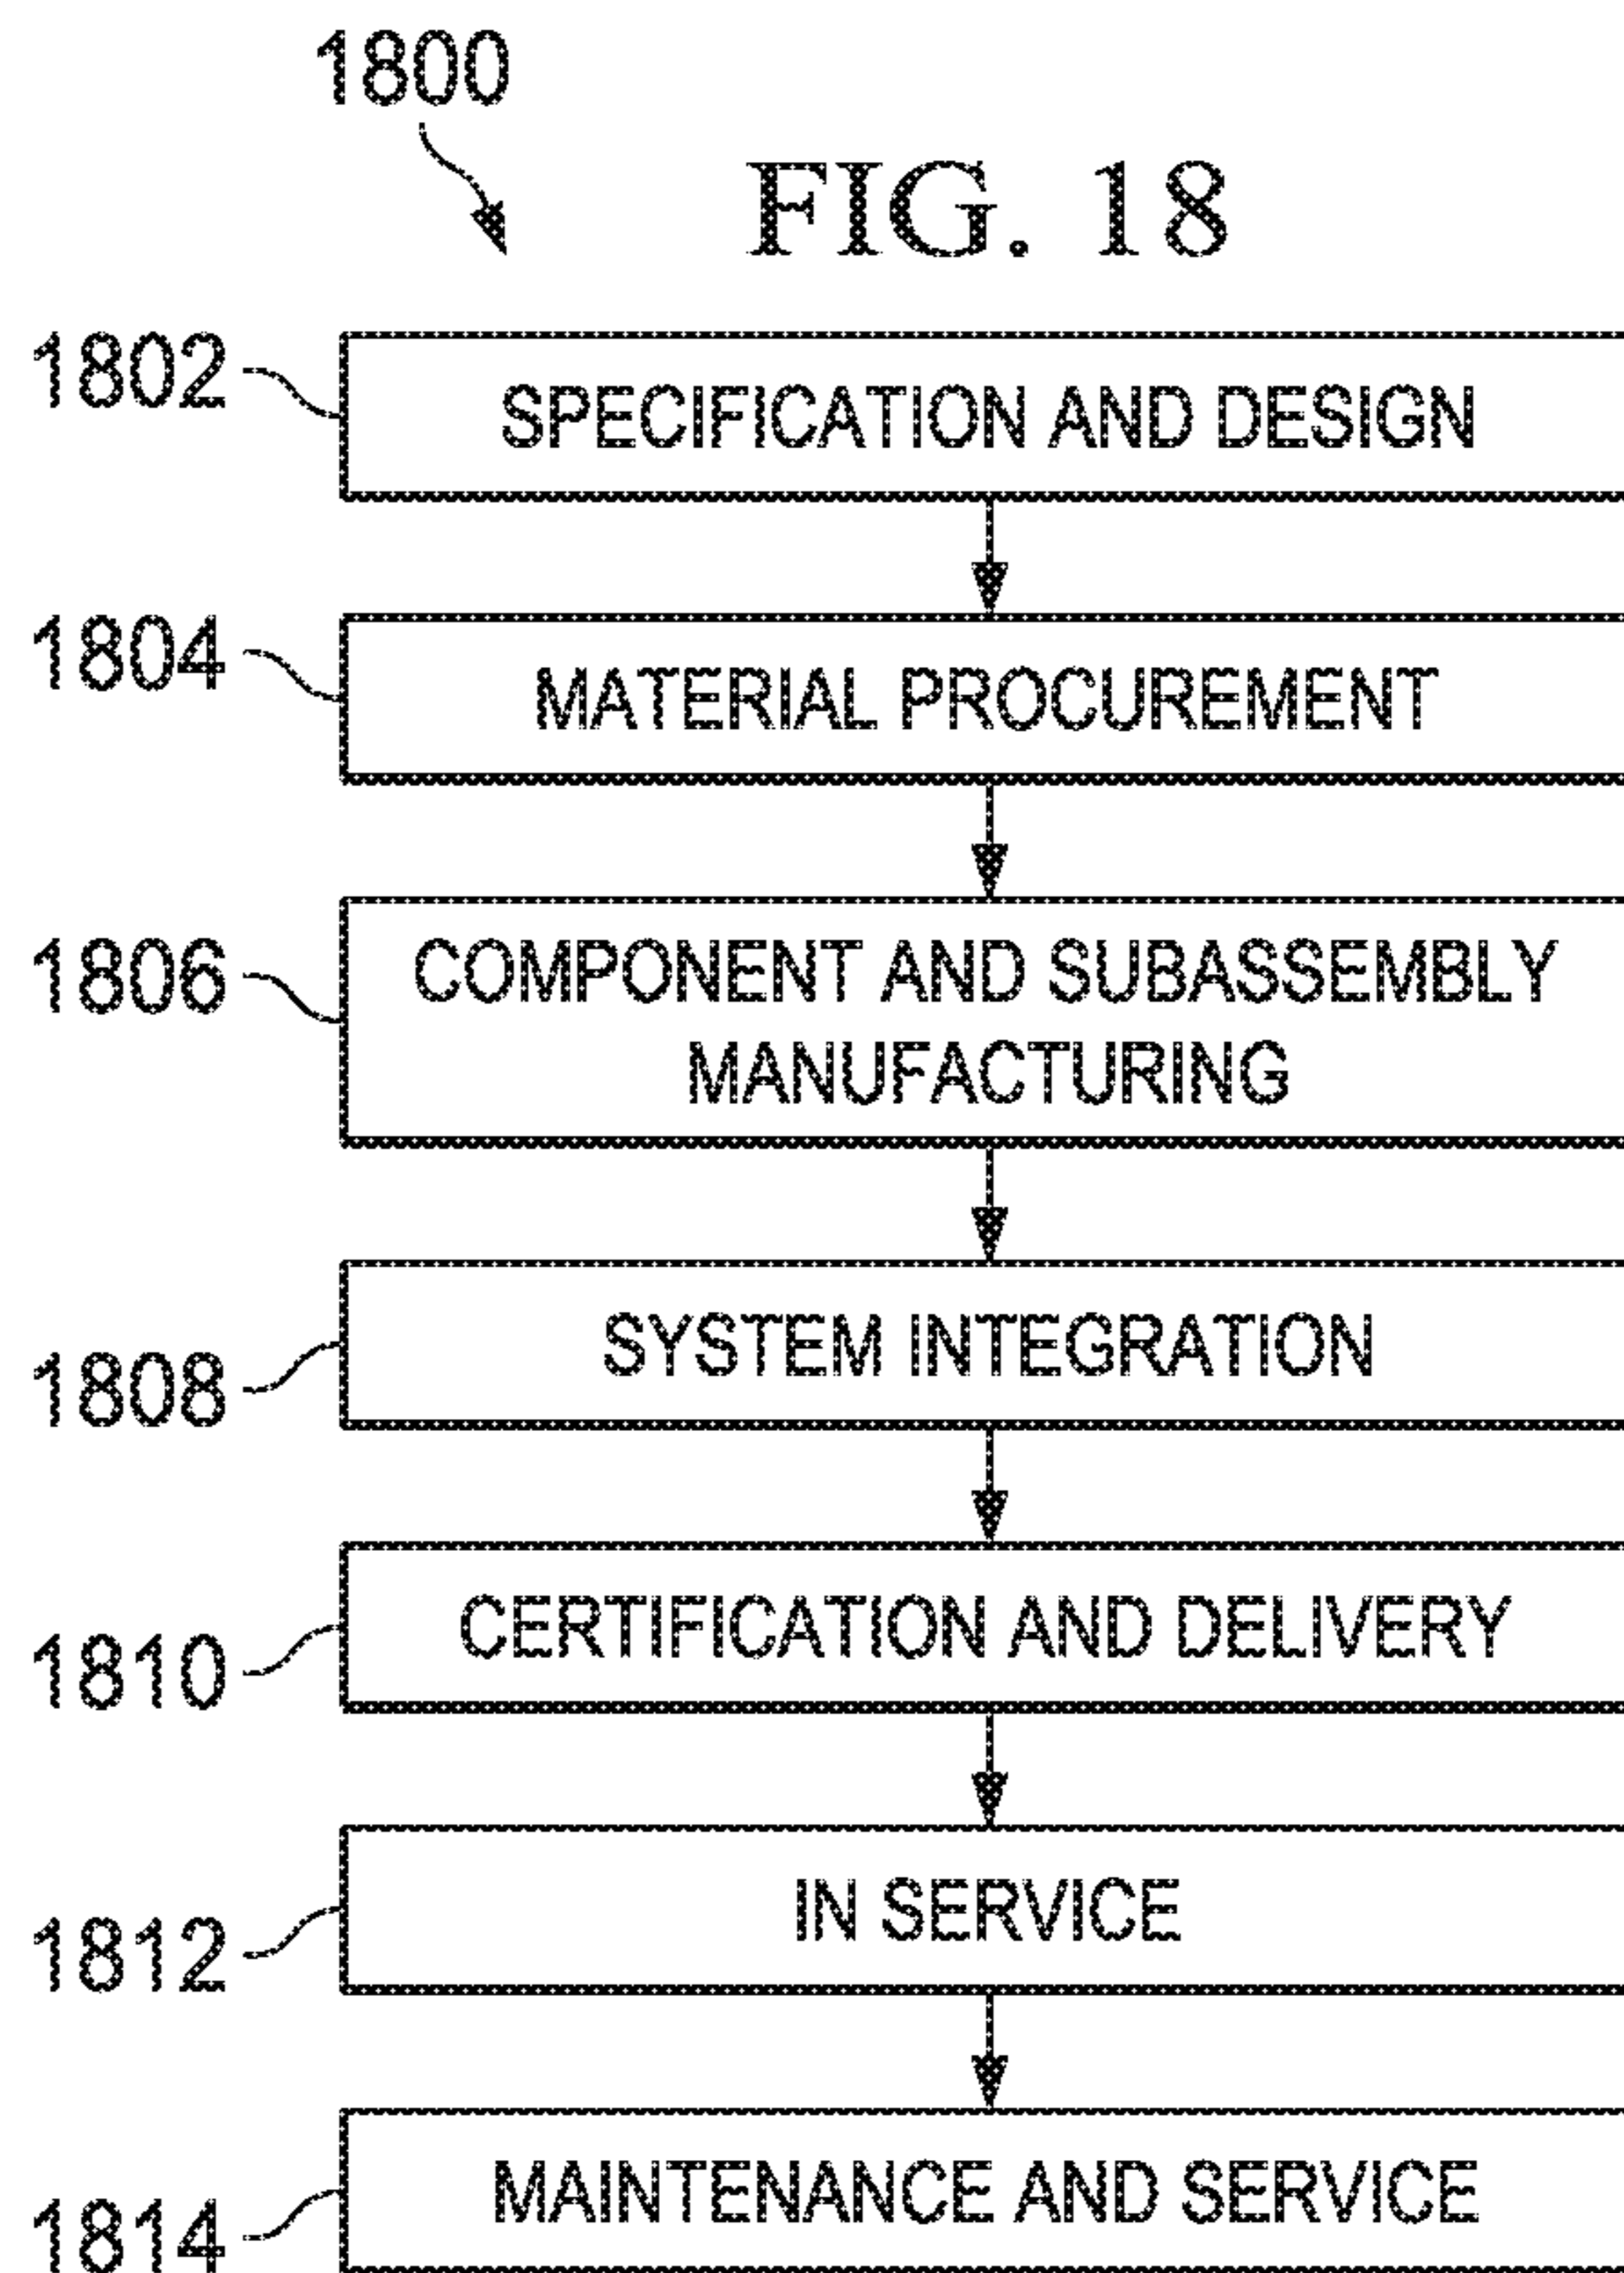 1800
FIG. 18
1802
SPECIFICATION AND DESIGN
1804
MATERIAL PROCUREMENT
1806
COMPONENT AND SUBASSEMBLY
MANUFACTURING
1808
SYSTEM INTEGRATION
1810
CERTIFICATION AND DELIVERY
1812
IN SERVICE
1814
MAINTENANCE AND SERVICE